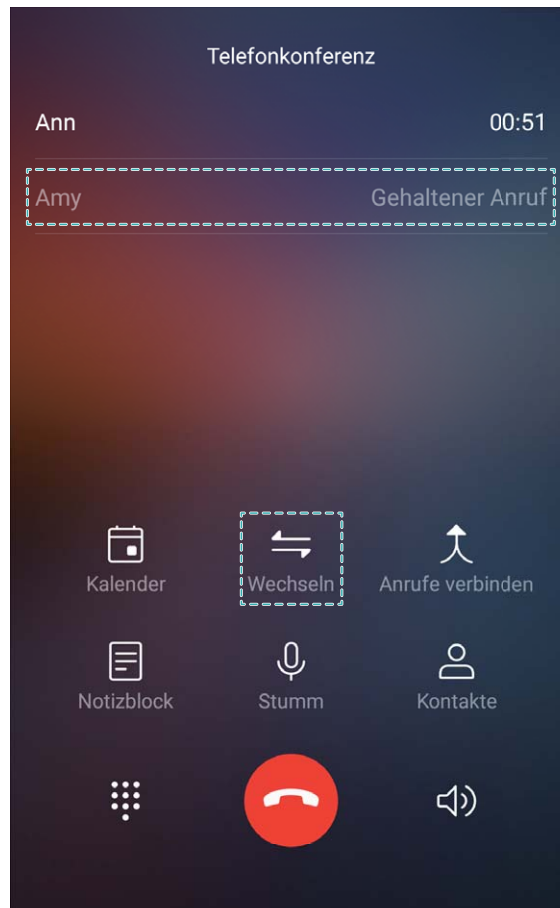 Telefonkonferenz
Ann 00:51
Amy Gehaltener Anruf
Kalender Wechseln Anrufe verbinden
Notizblock Stumm Kontakte